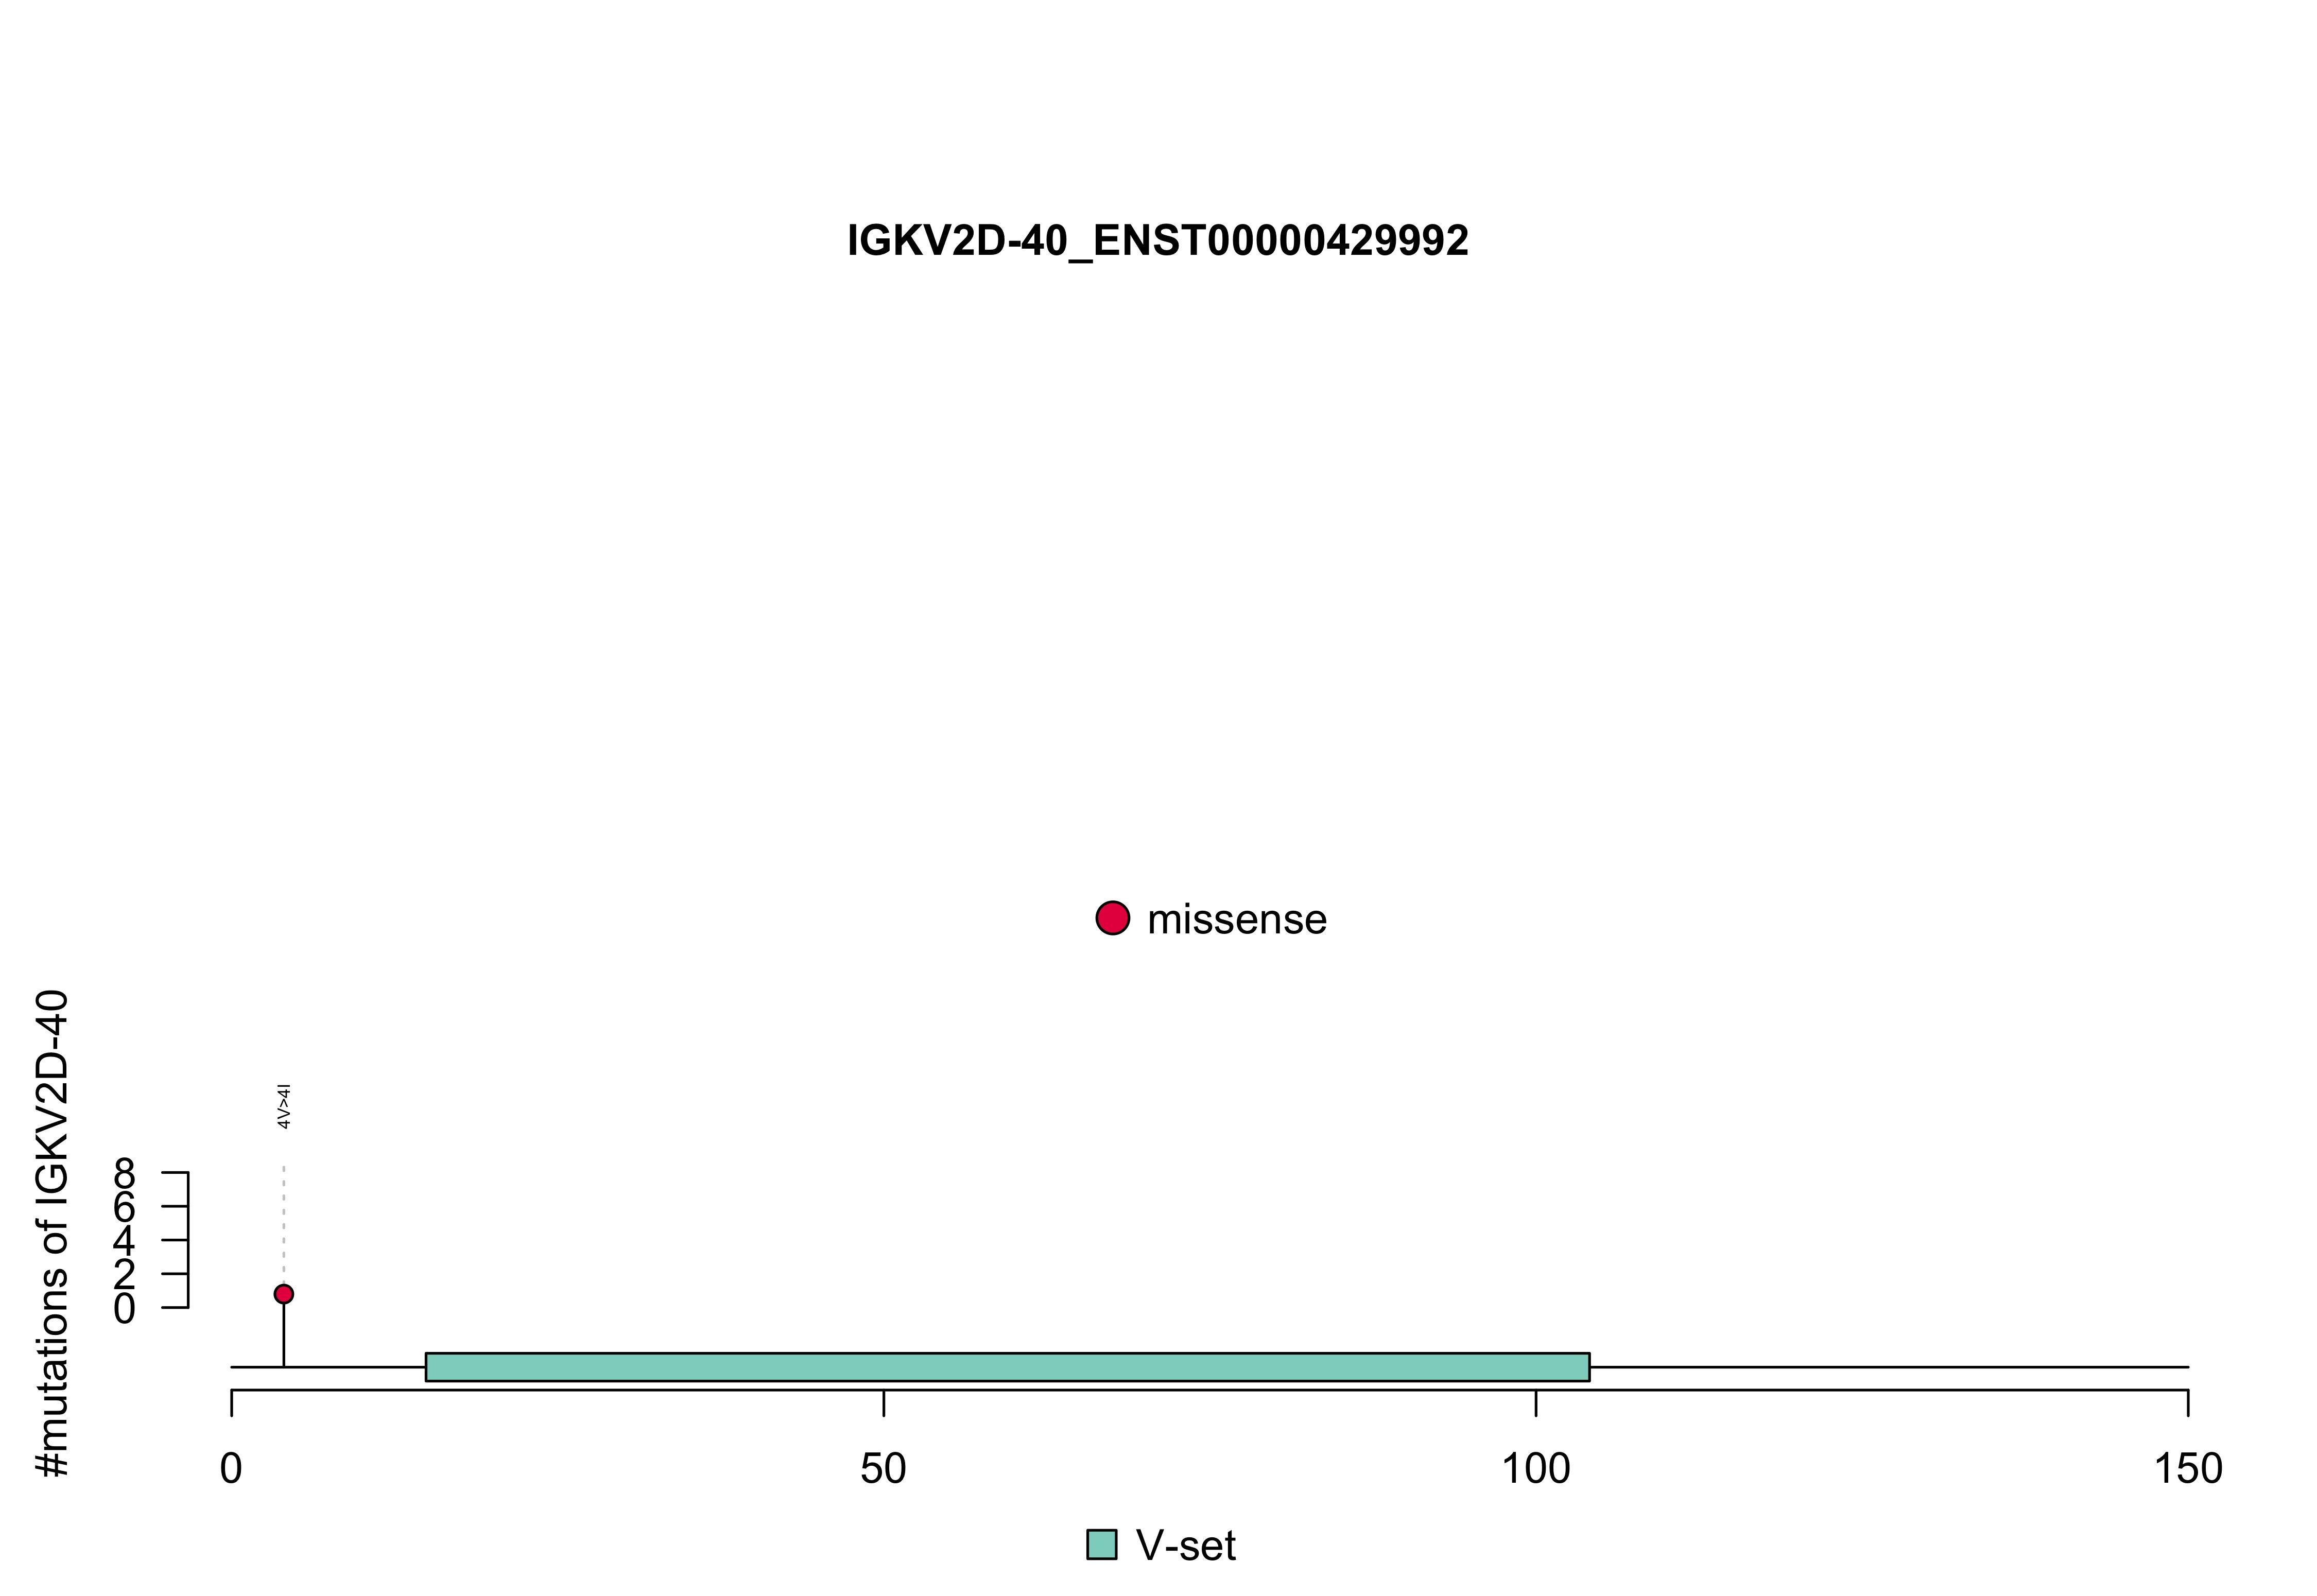 IGKV2D-40_ENST00000429992
missense
#mutations of IGKV2D-40
4V>4I
8
6
4
2
0
0 50 100 150
V-set